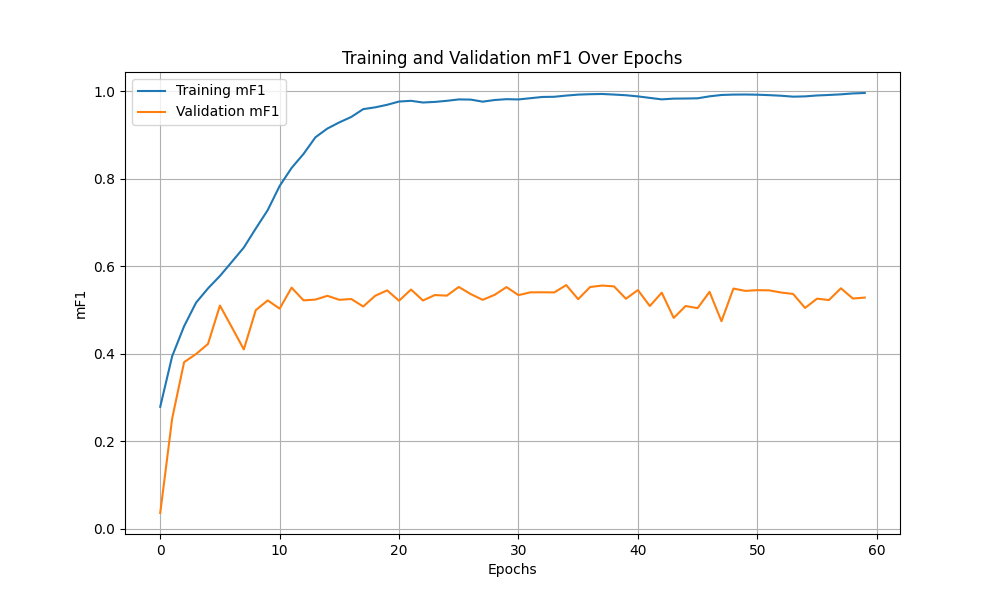 Training and Validation mF1 Over Epochs
Training mF1
Validation mF1
mF1
1.0
0.8
0.6
0.4
0.2
0.0
0 10 20 30 40 50 60
Epochs